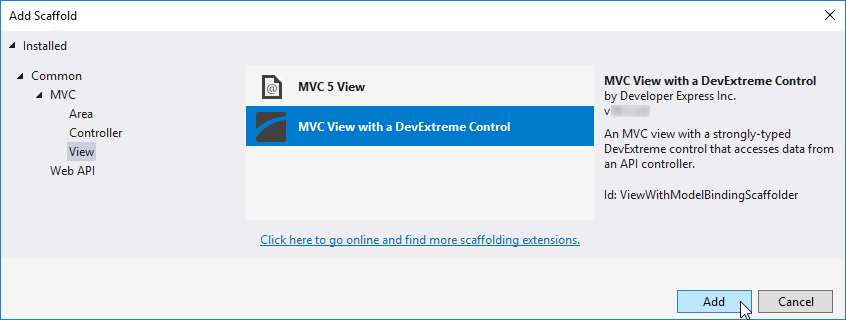 Add Scaffold
Installed
Common
MVC
Area
Controller
View
Web API
MVC 5 View
MVC View with a DevExtreme Control
Click here to go online and find more scaffolding extensions.
MVC View with a DevExtreme Control
by Developer Express Inc.
v
An MVC view with a strongly-typed
DevExtreme control that accesses data from
an API controller.
Id: ViewWithModelBindingScaffolder
Add
Cancel